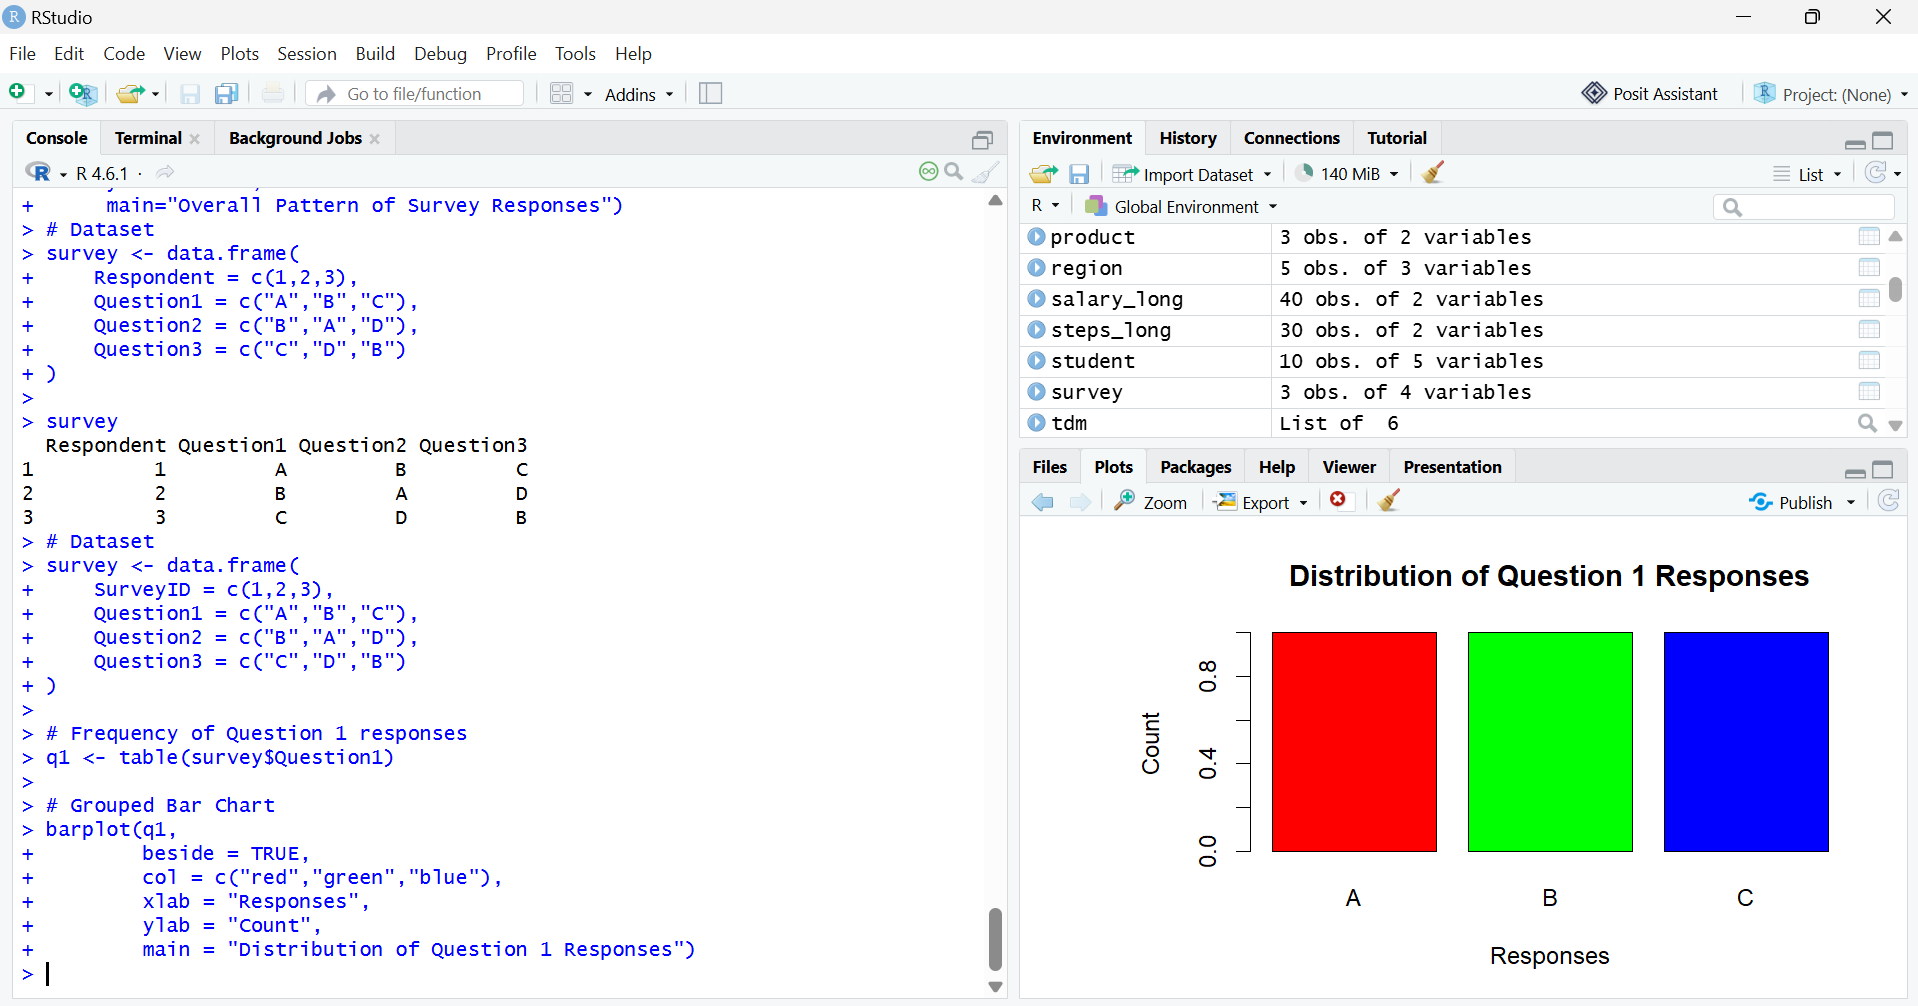 RStudio
File Edit Code View Plots Session Build Debug Profile Tools Help
Go to file/function Addins Posit Assistant Project: (None)
Console Terminal Background Jobs
R 4.6.1 ·
+      main="Overall Pattern of Survey Responses")
> # Dataset
> survey <- data.frame(
+     Respondent = c(1,2,3),
+     Question1 = c("A","B","C"),
+     Question2 = c("B","A","D"),
+     Question3 = c("C","D","B")
+ )
>
> survey
  Respondent Question1 Question2 Question3
1          1         A         B         C
2          2         B         A         D
3          3         C         D         B
> # Dataset
> survey <- data.frame(
+     SurveyID = c(1,2,3),
+     Question1 = c("A","B","C"),
+     Question2 = c("B","A","D"),
+     Question3 = c("C","D","B")
+ )
>
> # Frequency of Question 1 responses
> q1 <- table(survey$Question1)
>
> # Grouped Bar Chart
> barplot(q1,
+         beside = TRUE,
+         col = c("red","green","blue"),
+         xlab = "Responses",
+         ylab = "Count",
+         main = "Distribution of Question 1 Responses")
>
Environment History Connections Tutorial
Import Dataset 140 MiB List
R Global Environment
product 3 obs. of 2 variables
region 5 obs. of 3 variables
salary_long 40 obs. of 2 variables
steps_long 30 obs. of 2 variables
student 10 obs. of 5 variables
survey 3 obs. of 4 variables
tdm List of 6
Files Plots Packages Help Viewer Presentation
Zoom Export Publish
Distribution of Question 1 Responses
Count
0.8
0.4
0.0
A B C
Responses